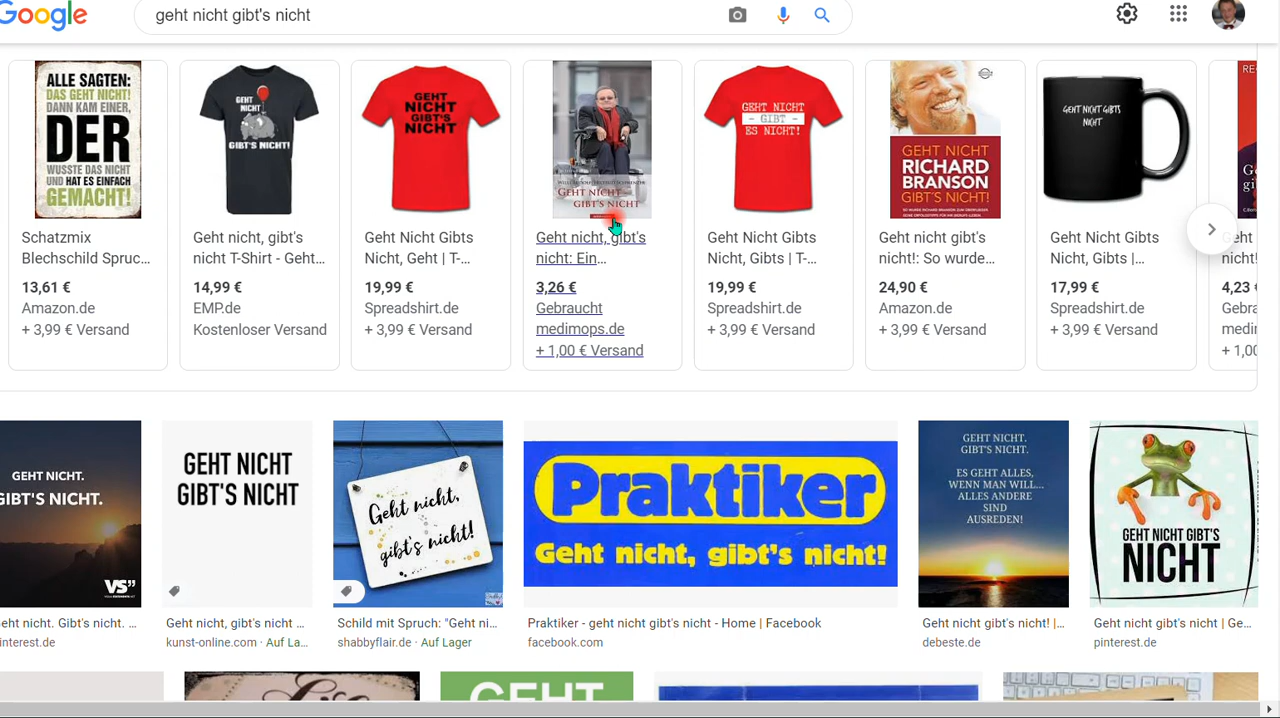 Google
geht nicht gibt's nicht
ALLE SAGTEN:
DAS GEHT NICHT!
DANN KAM EINER,
DER
WUSSTE DAS NICHT
UND HAT ES EINFACH
GEMACHT!
Schatzmix
Blechschild Spruc...
13,61 €
Amazon.de
+ 3,99 € Versand
GEHT
NICHT
GIBT'S NICHT!
Geht nicht, gibt's
nicht T-Shirt - Geht...
14,99 €
EMP.de
Kostenloser Versand
GEHT
NICHT
GIBT'S
NICHT
Geht Nicht Gibts
Nicht, Geht | T-...
19,99 €
Spreadshirt.de
+ 3,99 € Versand
GEHT NICHT -
GIBT'S NICHT
Geht nicht, gibt's
nicht: Ein...
3,26 €
Gebraucht
medimops.de
+ 1,00 € Versand
GEHT NICHT
- GIBT -
ES NICHT!
Geht Nicht Gibts
Nicht, Gibts | T-...
19,99 €
Spreadshirt.de
+ 3,99 € Versand
GEHT NICHT
RICHARD
BRANSON
GIBT'S NICHT!
Geht nicht gibt's
nicht!: So wurde...
24,90 €
Amazon.de
+ 3,99 € Versand
GEHT NICHT GIBTS
NICHT
Geht Nicht Gibts
Nicht, Gibts |...
17,99 €
Spreadshirt.de
+ 3,99 € Versand
4,23 €
+ 1,00
GEHT NICHT.
GIBT'S NICHT.
VS”
eht nicht. Gibt's nicht. ...
interest.de
GEHT NICHT
GIBT'S NICHT
Geht nicht, gibt's nicht ...
kunst-online.com · Auf La...
Geht nicht,
gibt's nicht!
Schild mit Spruch: "Geht ni...
shabbyflair.de · Auf Lager
Praktiker
Geht nicht, gibt's nicht!
Praktiker - geht nicht gibt's nicht - Home | Facebook
facebook.com
GEHT NICHT.
GIBT'S NICHT.
ES GEHT ALLES,
WENN MAN WILL...
ALLES ANDERE
SIND
AUSREDEN!
Geht nicht gibt's nicht! |...
debeste.de
GEHT NICHT GIBT'S
NICHT
Geht nicht gibt's nicht | Ge...
pinterest.de
GEHT